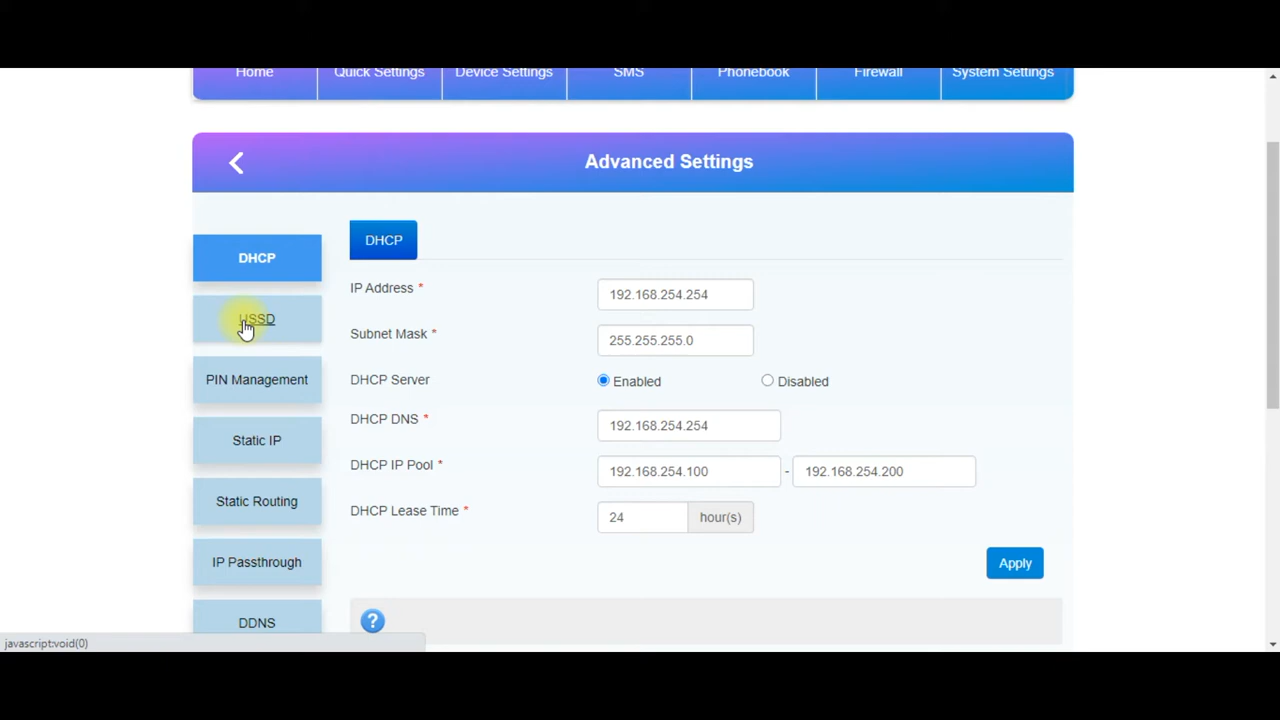 Home Quick Settings Device Settings SMS Phonebook Firewall System Settings
Advanced Settings
DHCP
USSD
PIN Management
Static IP
Static Routing
IP Passthrough
DDNS
DHCP
IP Address * 192.168.254.254
Subnet Mask * 255.255.255.0
DHCP Server Enabled Disabled
DHCP DNS * 192.168.254.254
DHCP IP Pool * 192.168.254.100 - 192.168.254.200
DHCP Lease Time * 24 hour(s)
Apply
?
javascript:void(0)